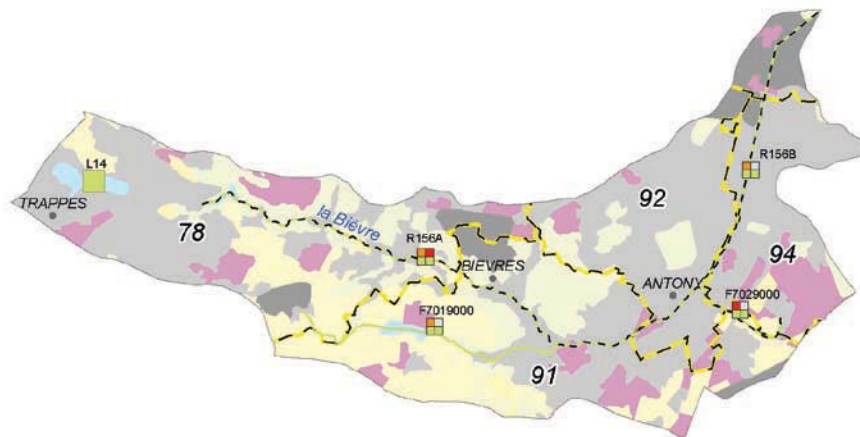 L14
TRAPPES
78
la Bièvre
R156A
BIEVRES
F7019000
91
92
ANTONY
R156B
94
F7029000